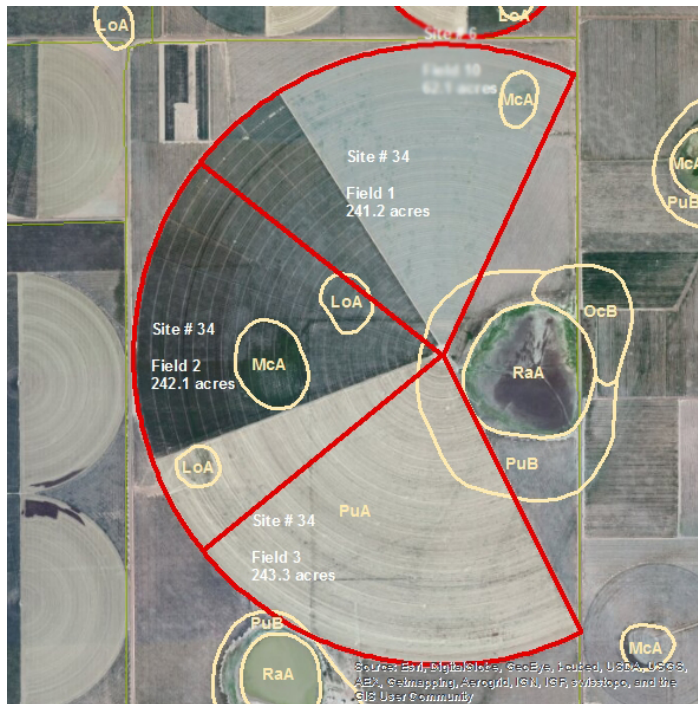 LoA
LoA
Site # 6
Field 10
62.1 acres
McA
Site # 34
Field 1
241.2 acres
McA
PuB
LoA
OcB
Site # 34
Field 2
242.1 acres
McA
RaA
LoA
PuB
PuA
Site # 34
Field 3
243.3 acres
PuB
RaA
McA
Source: Esri, DigitalGlobe, GeoEye, i-cubed, USDA, USGS,
AEX, Getmapping, Aerogrid, IGN, IGP, swisstopo, and the
GIS User Community